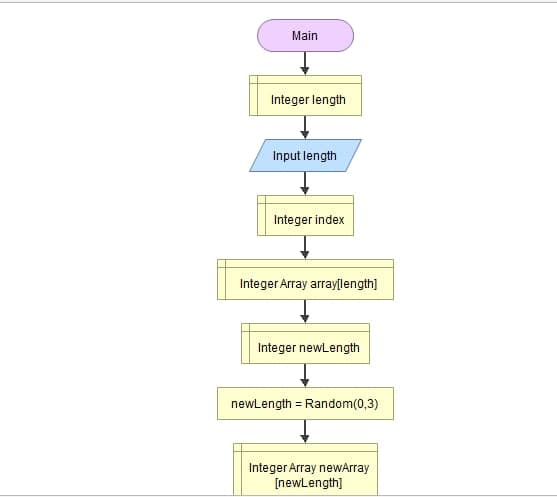 Main
Integer length
Input length
Integer index
Integer Array array[length]
Integer newLength
newLength = Random(0,3)
Integer Array newArray
[newLength]